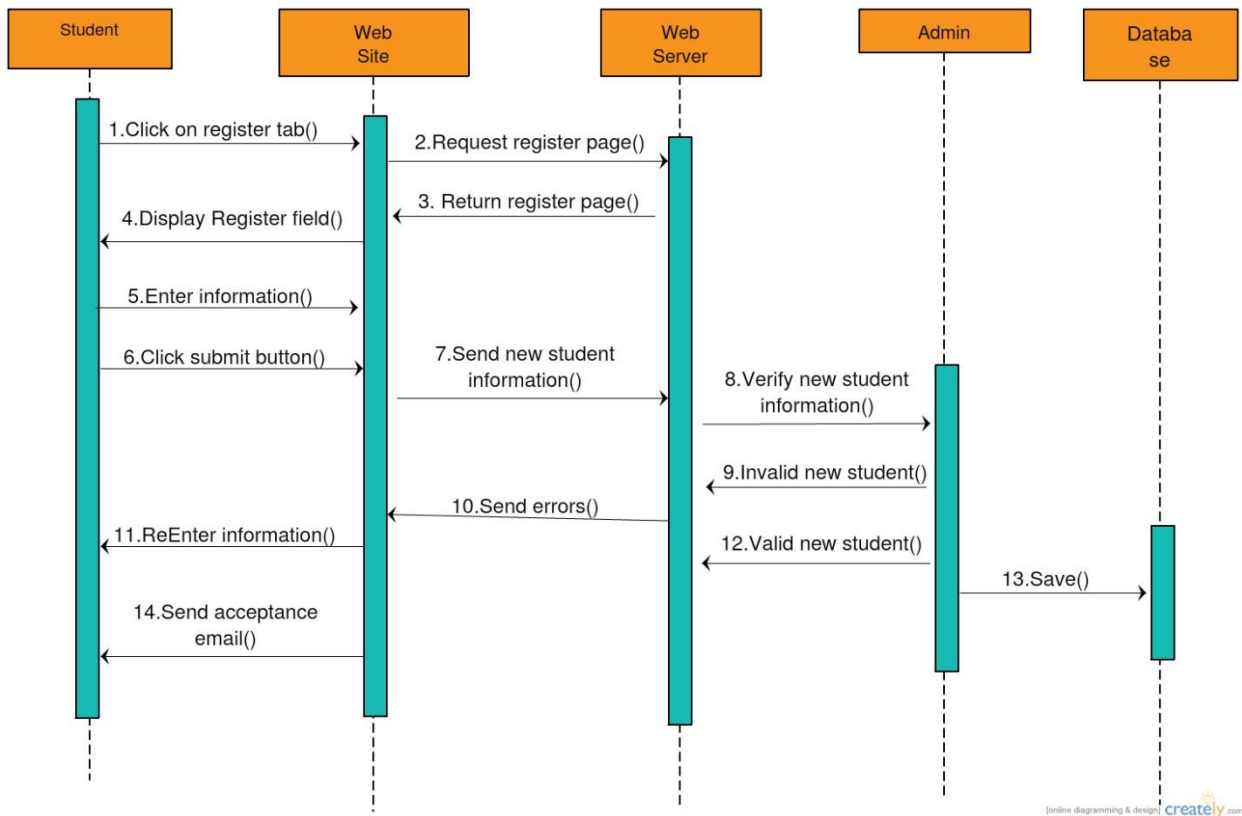 Student
Web
Site
Web
Server
Admin
Databa
se
1.Click on register tab()
2.Request register page()
3. Return register page()
4.Display Register field()
5.Enter information()
6.Click submit button()
7.Send new student
information()
8.Verify new student
information()
9.Invalid new student()
10.Send errors()
11.ReEnter information()
12.Valid new student()
13.Save()
14.Send acceptance
email()
[online diagramming & design] creately.com